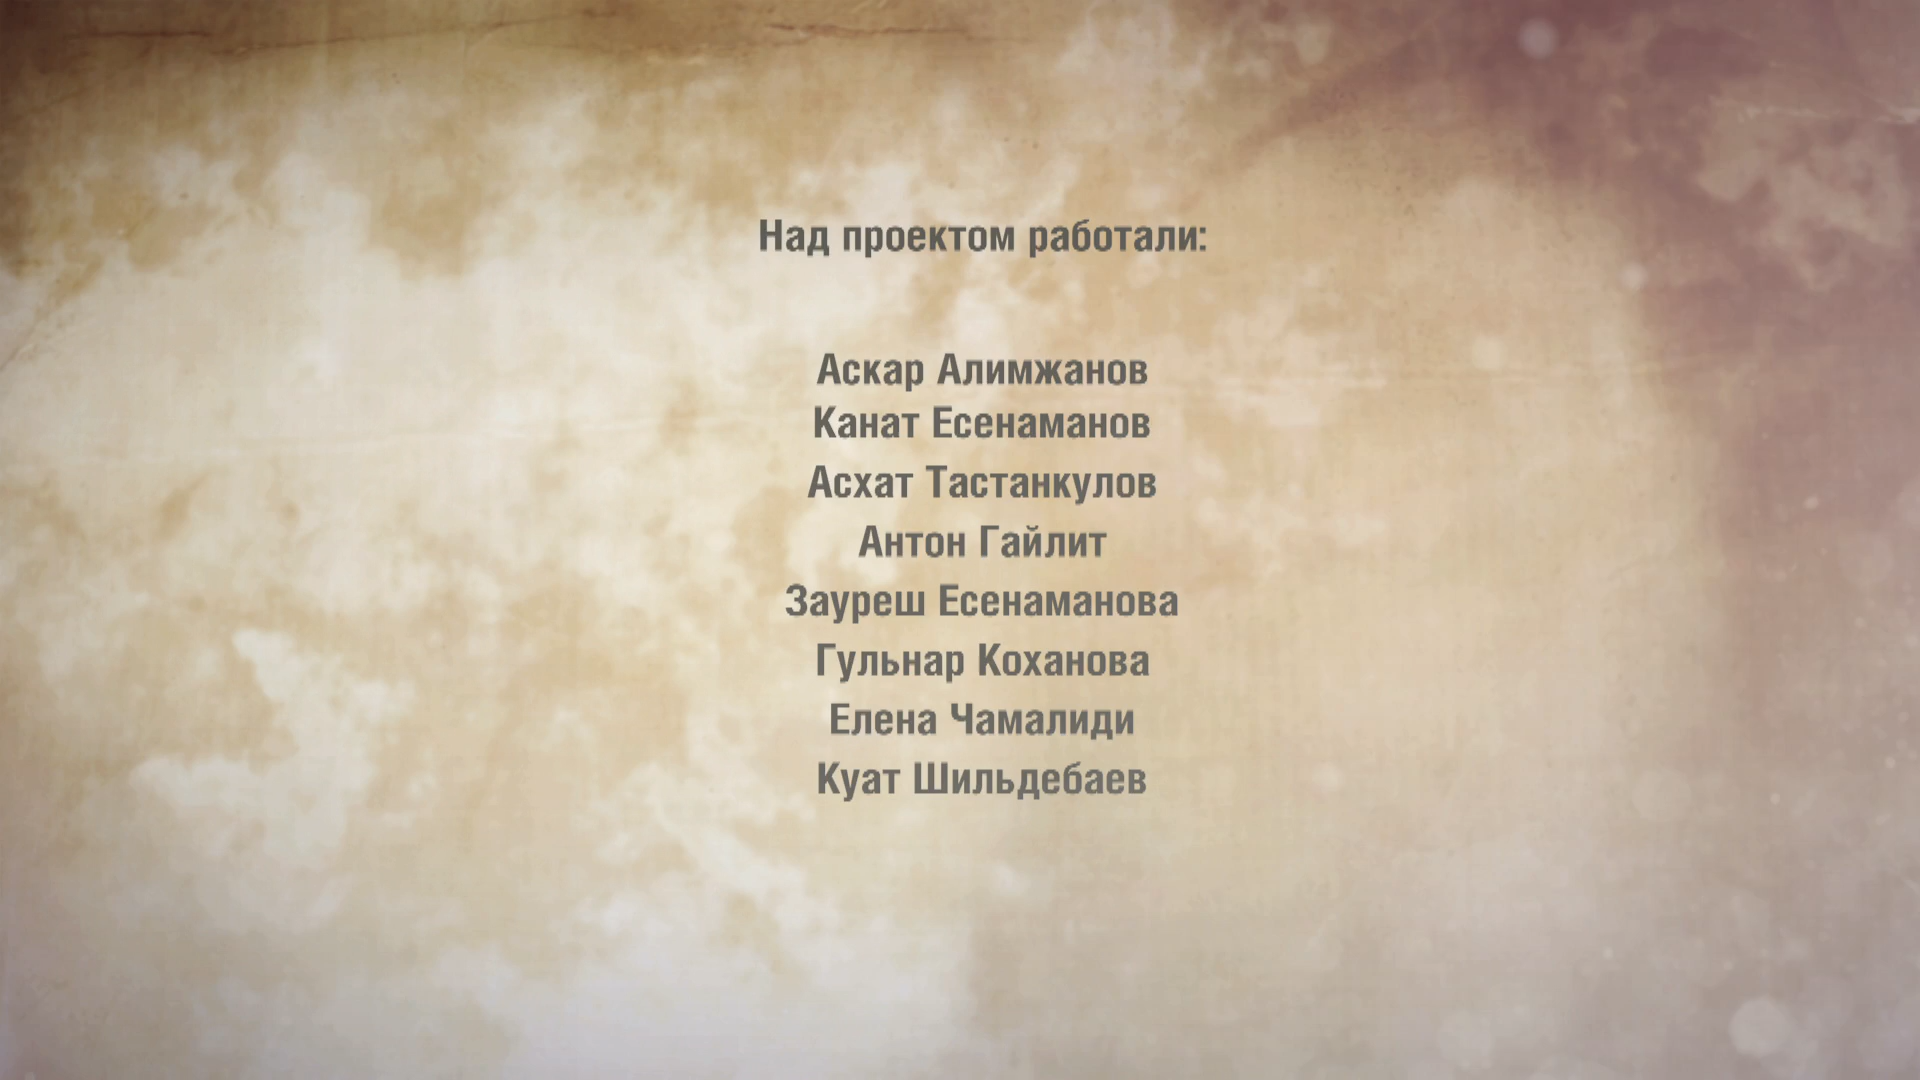 Над проектом работали:
Аскар Алимжанов
Канат Есенаманов
Асхат Тастанкулов
Антон Гайлит
Зауреш Есенаманова
Гульнар Коханова
Елена Чамалиди
Куат Шильдебаев